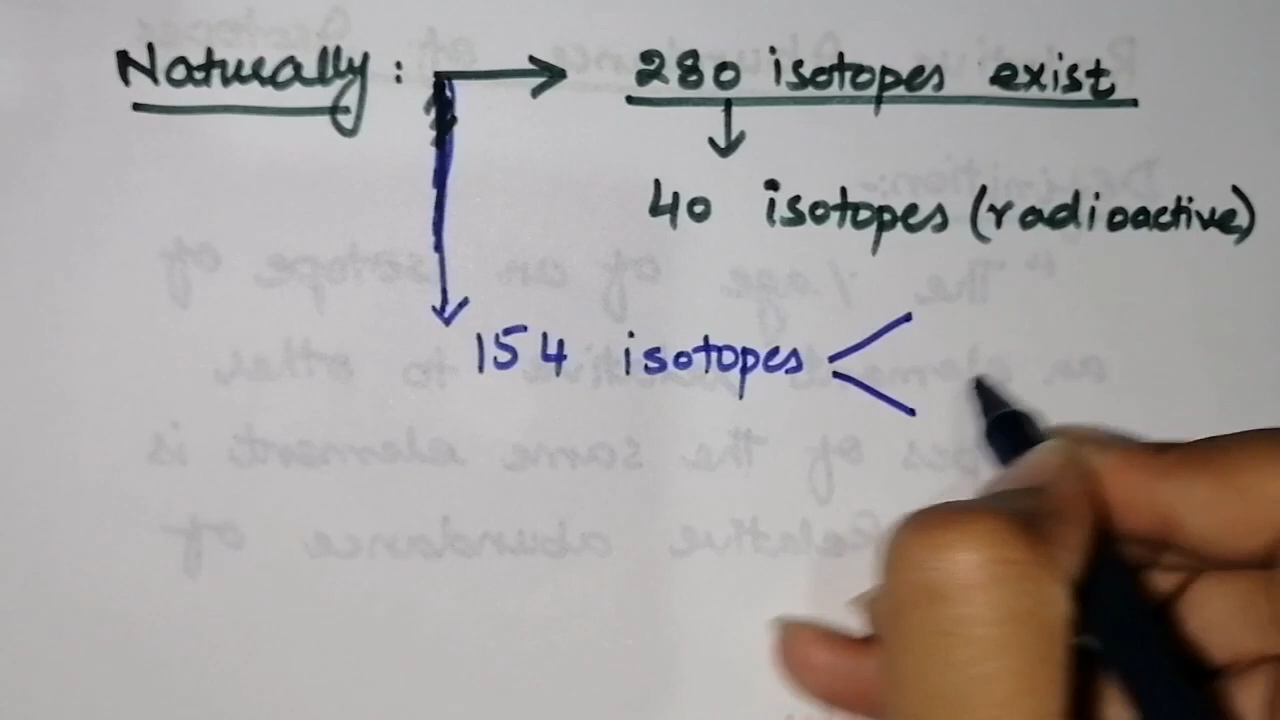 Naturally : → 280 isotopes exist
↓
40 isotopes (radioactive)
154 isotopes